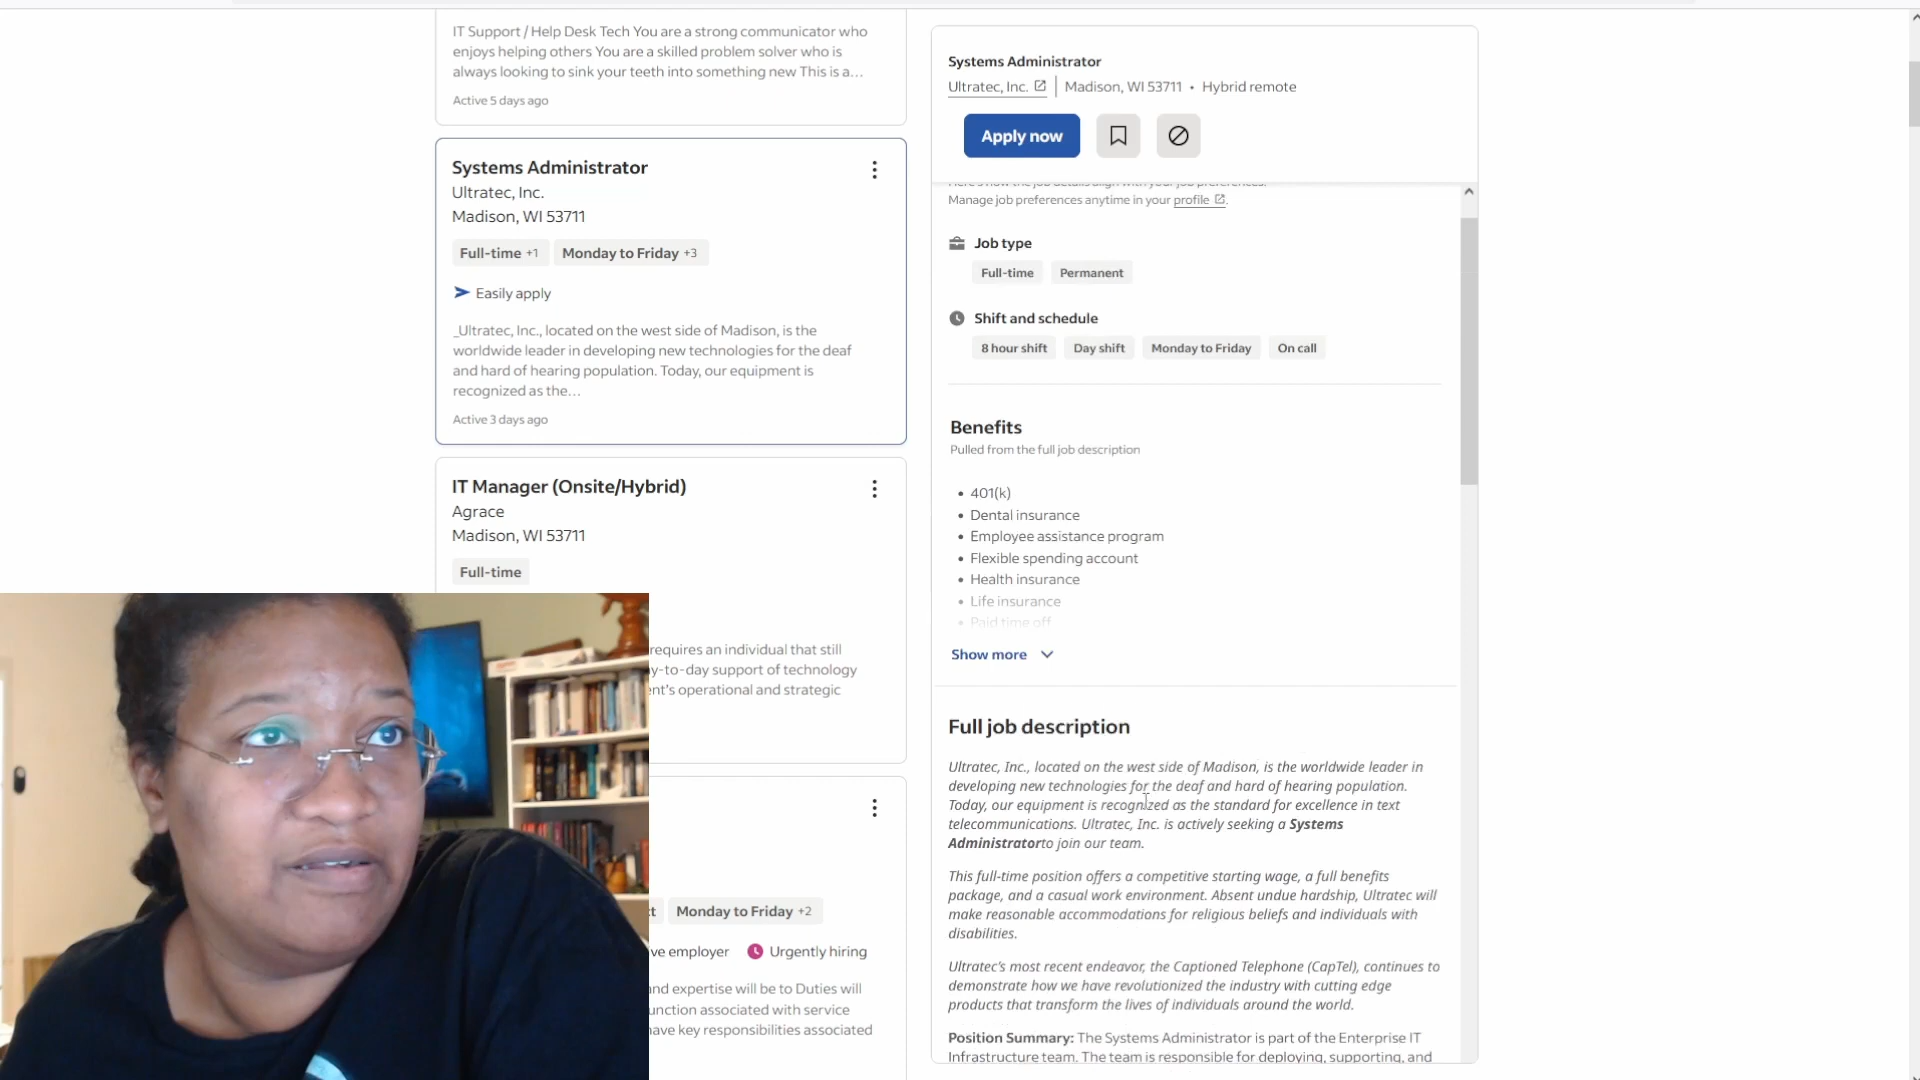 IT Support / Help Desk Tech You are a strong communicator who
enjoys helping others You are a skilled problem solver who is
always looking to sink your teeth into something new This is a...
Active 5 days ago
Systems Administrator
Ultratec, Inc.
Madison, WI 53711
Full-time +1
Monday to Friday +3
Easily apply
_Ultratec, Inc., located on the west side of Madison, is the
worldwide leader in developing new technologies for the deaf
and hard of hearing population. Today, our equipment is
recognized as the...
Active 3 days ago
IT Manager (Onsite/Hybrid)
Agrace
Madison, WI 53711
Full-time
requires an individual that still
y-to-day support of technology
nt's operational and strategic
ct
Monday to Friday +2
ve employer
Urgently hiring
nd expertise will be to Duties will
unction associated with service
have key responsibilities associated
Systems Administrator
Ultratec, Inc. Madison, WI 53711 • Hybrid remote
Apply now
Here's how the job details align with your job preferences.
Manage job preferences anytime in your profile.
Job type
Full-time
Permanent
Shift and schedule
8 hour shift
Day shift
Monday to Friday
On call
Benefits
Pulled from the full job description
• 401(k)
• Dental insurance
• Employee assistance program
• Flexible spending account
• Health insurance
• Life insurance
• Paid time off
Show more
Full job description
Ultratec, Inc., located on the west side of Madison, is the worldwide leader in
developing new technologies for the deaf and hard of hearing population.
Today, our equipment is recognized as the standard for excellence in text
telecommunications. Ultratec, Inc. is actively seeking a Systems
Administratorto join our team.
This full-time position offers a competitive starting wage, a full benefits
package, and a casual work environment. Absent undue hardship, Ultratec will
make reasonable accommodations for religious beliefs and individuals with
disabilities.
Ultratec's most recent endeavor, the Captioned Telephone (CapTel), continues to
demonstrate how we have revolutionized the industry with cutting edge
products that transform the lives of individuals around the world.
Position Summary: The Systems Administrator is part of the Enterprise IT
Infrastructure team. The team is responsible for deploying, supporting, and